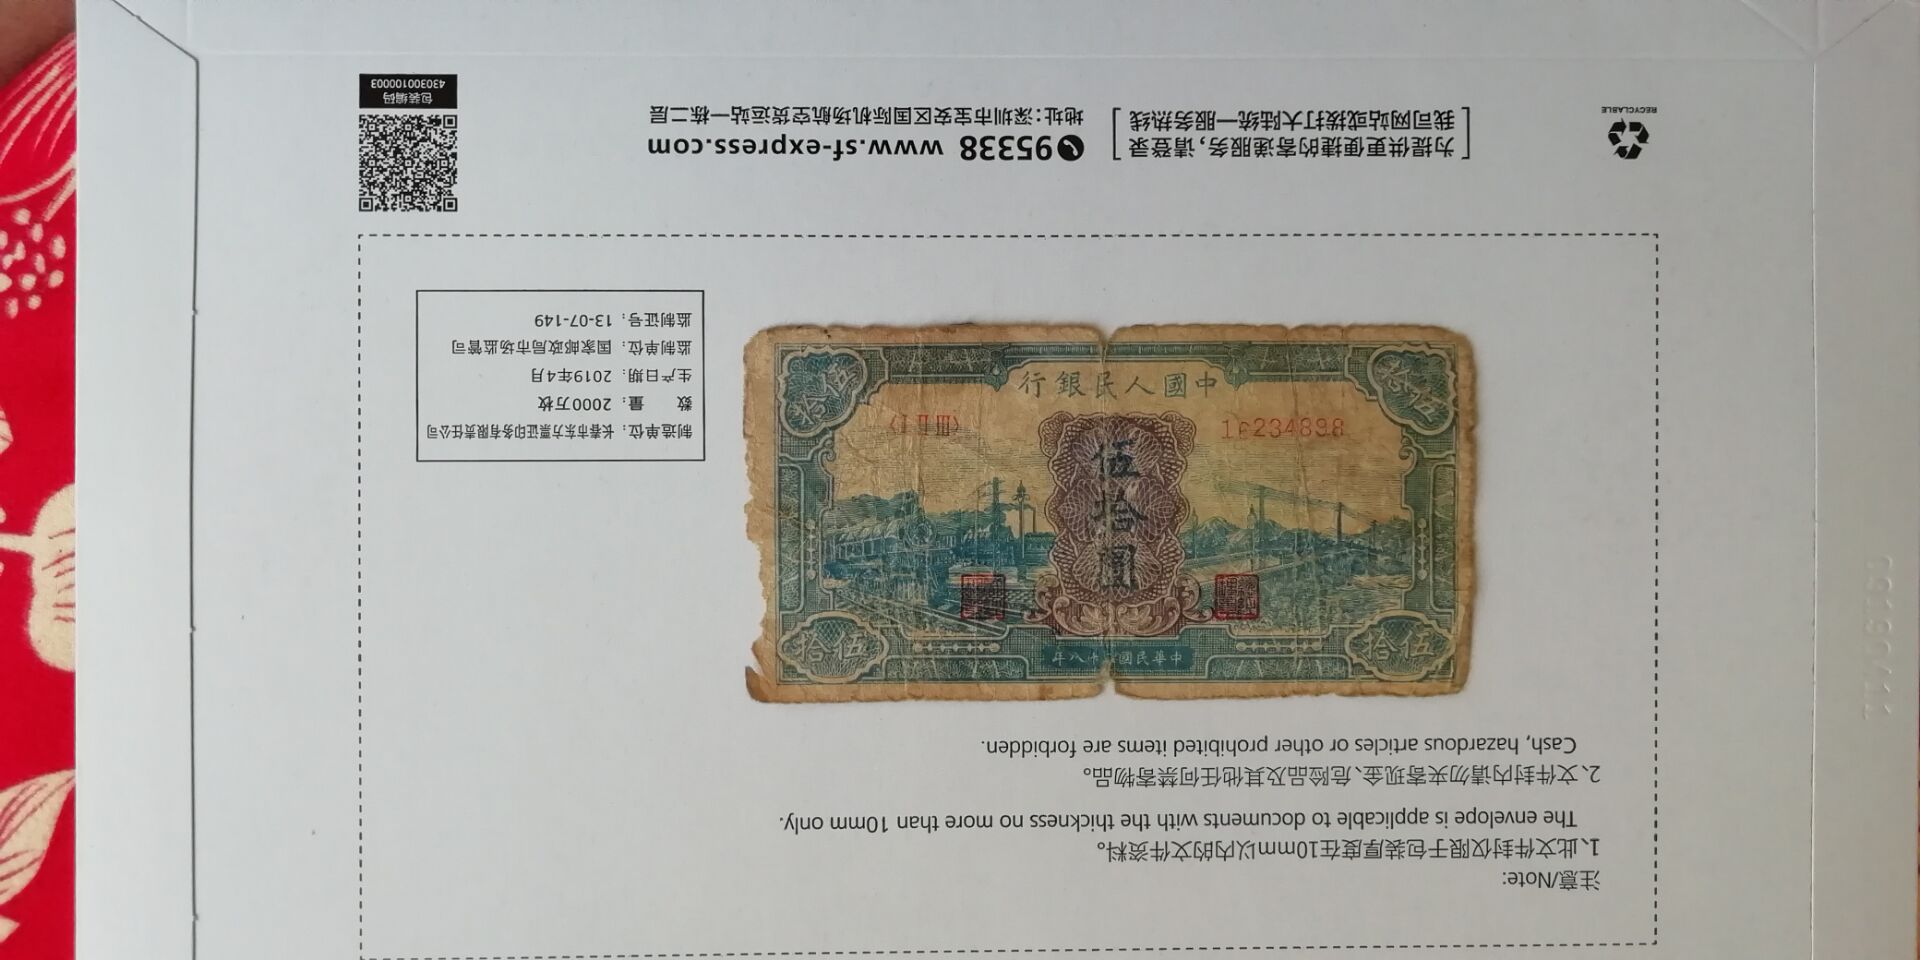 中國人民銀行
〈ⅠⅡⅢ〉
伍拾
伍拾
伍
拾
圓
伍拾
伍拾
中華民國三十八年
注意/Note:
1、此文件封仅限于包装厚度在10mm以内的文件资料。
The envelope is applicable to documents with the thickness no more than 10mm only.
2、文件封内请勿夹寄现金、危险品及其他任何禁寄物品。
Cash, hazardous articles or other prohibited items are forbidden.
制造单位：长春市东方票证印务有限责任公司
数 量：2000万枚
生产日期：2019年4月
监制单位：国家邮政局市场监管司
监制证号：13-07-149
RECYCLABLE
为提供更便捷的寄递服务，请登录
我司网站或拨打大陆统一服务热线
95338 www.sf-express.com
地址：深圳市宝安区国际机场航空货运站一栋二层
包装编码
430300100003